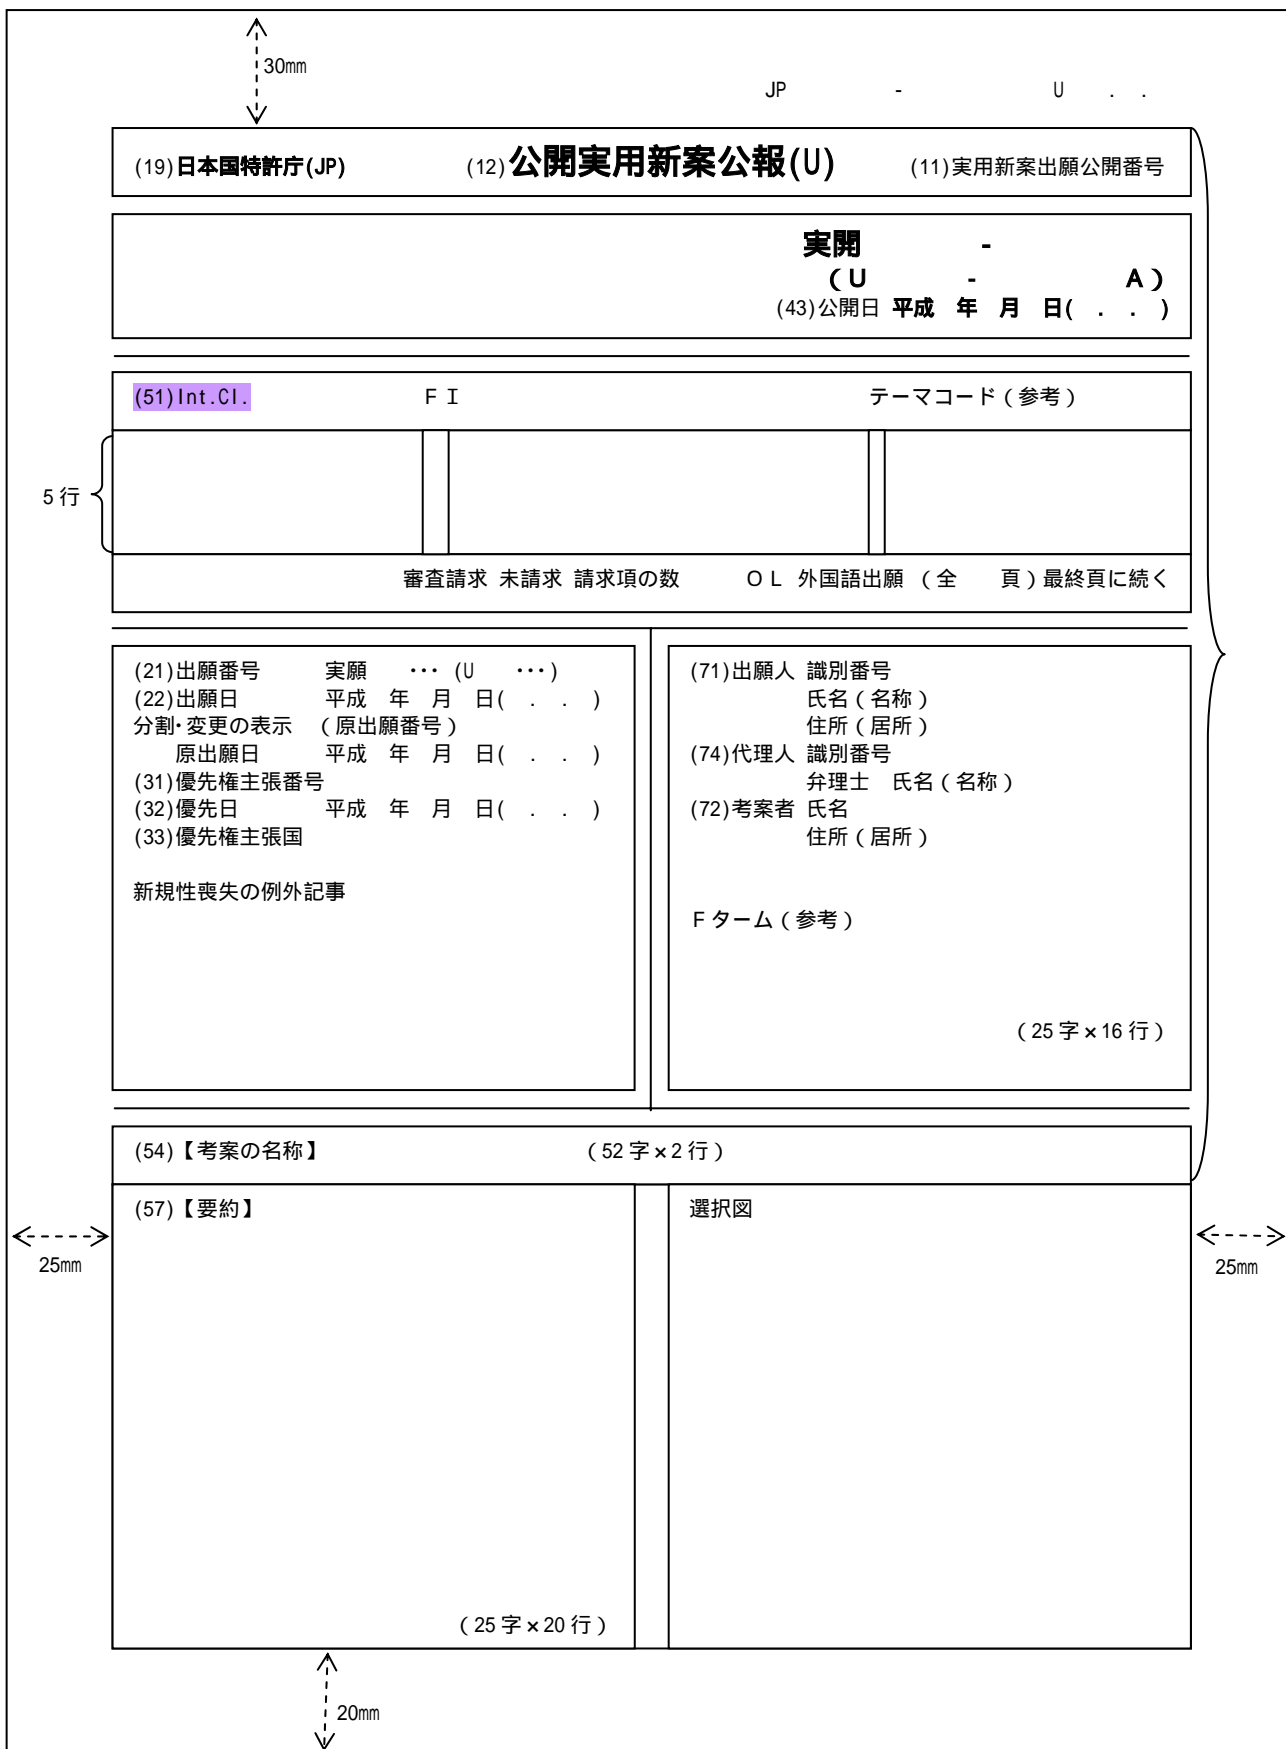 30㎜
JP - U . .
(19)日本国特許庁(JP) (12)公開実用新案公報(U) (11)実用新案出願公開番号
実開 -
(U - A)
(43)公開日 平成 年 月 日( . . )
(51)Int.Cl. FI テーマコード(参考)
5行
審査請求 未請求 請求項の数 OL 外国語出願 (全 頁)最終頁に続く
(21)出願番号 実願 ・・・ (U ・・・)
(22)出願日 平成 年 月 日( . . )
分割・変更の表示 (原出願番号)
原出願日 平成 年 月 日( . . )
(31)優先権主張番号
(32)優先日 平成 年 月 日( . . )
(33)優先権主張国
新規性喪失の例外記事
(71)出願人 識別番号
氏名(名称)
住所(居所)
(74)代理人 識別番号
弁理士 氏名(名称)
(72)考案者 氏名
住所(居所)
Fターム(参考)
(25字×16行)
(54)【考案の名称】 (52字×2行)
(57)【要約】
選択図
25㎜
25㎜
(25字×20行)
20㎜